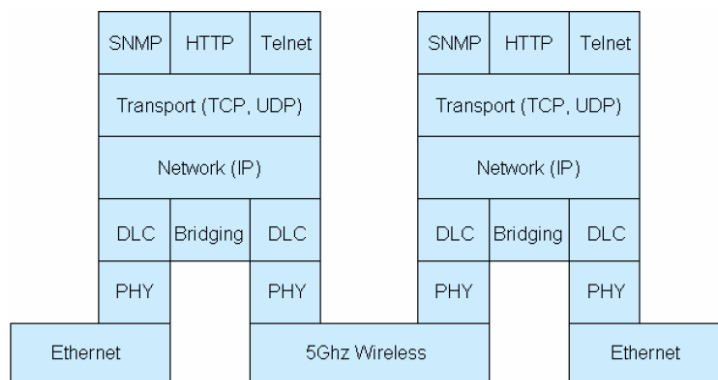 SNMP HTTP Telnet SNMP HTTP Telnet
Transport (TCP, UDP) Transport (TCP, UDP)
Network (IP) Network (IP)
DLC Bridging DLC DLC Bridging DLC
PHY PHY PHY PHY
Ethernet 5Ghz Wireless Ethernet